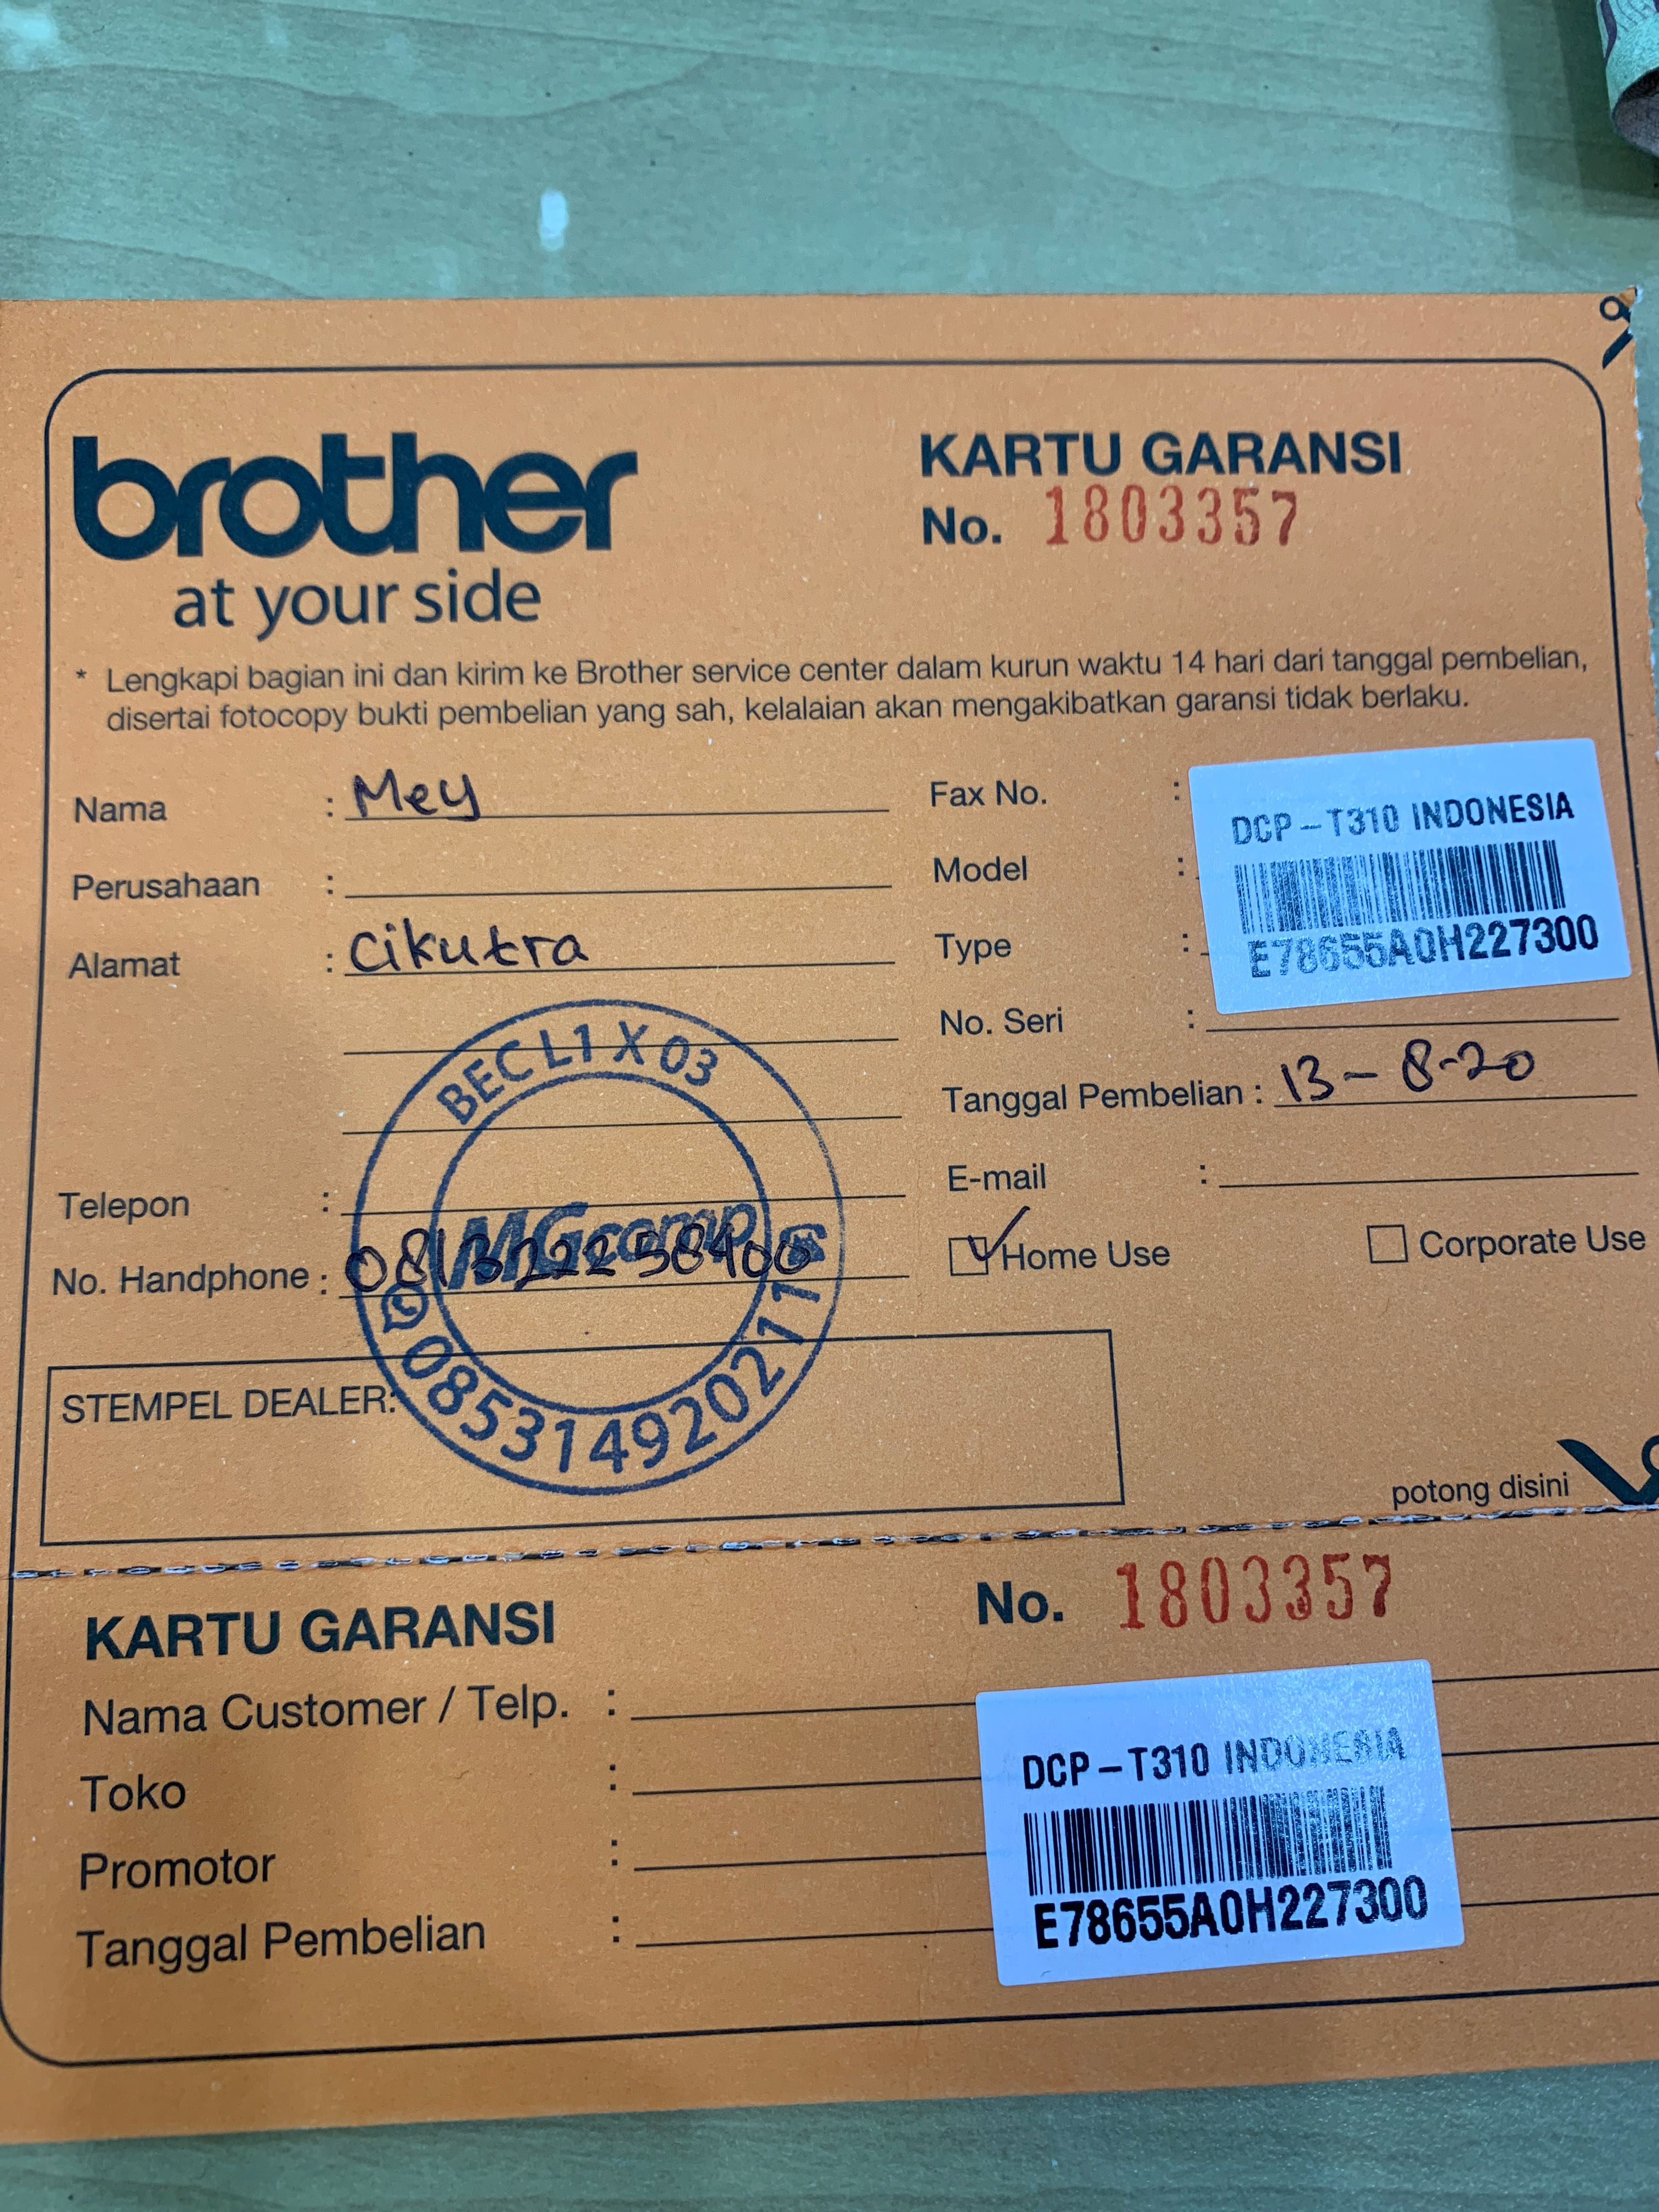 brother
at your side
KARTU GARANSI
No. 1803357
* Lengkapi bagian ini dan kirim ke Brother service center dalam kurun waktu 14 hari dari tanggal pembelian,
disertai fotocopy bukti pembelian yang sah, kelalaian akan mengakibatkan garansi tidak berlaku.
Nama : Mey
Perusahaan :
Alamat : Cikutra
Telepon :
No. Handphone : 081322258400
Fax No. :
Model :
Type :
No. Seri :
DCP-T310 INDONESIA
E78655A0H227300
Tanggal Pembelian : 13-8-20
E-mail :
Home Use
Corporate Use
BEC L1 X 03
MGcomp
085314920211
STEMPEL DEALER:
potong disini
KARTU GARANSI
No. 1803357
Nama Customer / Telp. :
Toko :
Promotor :
Tanggal Pembelian :
DCP-T310 INDONESIA
E78655A0H227300